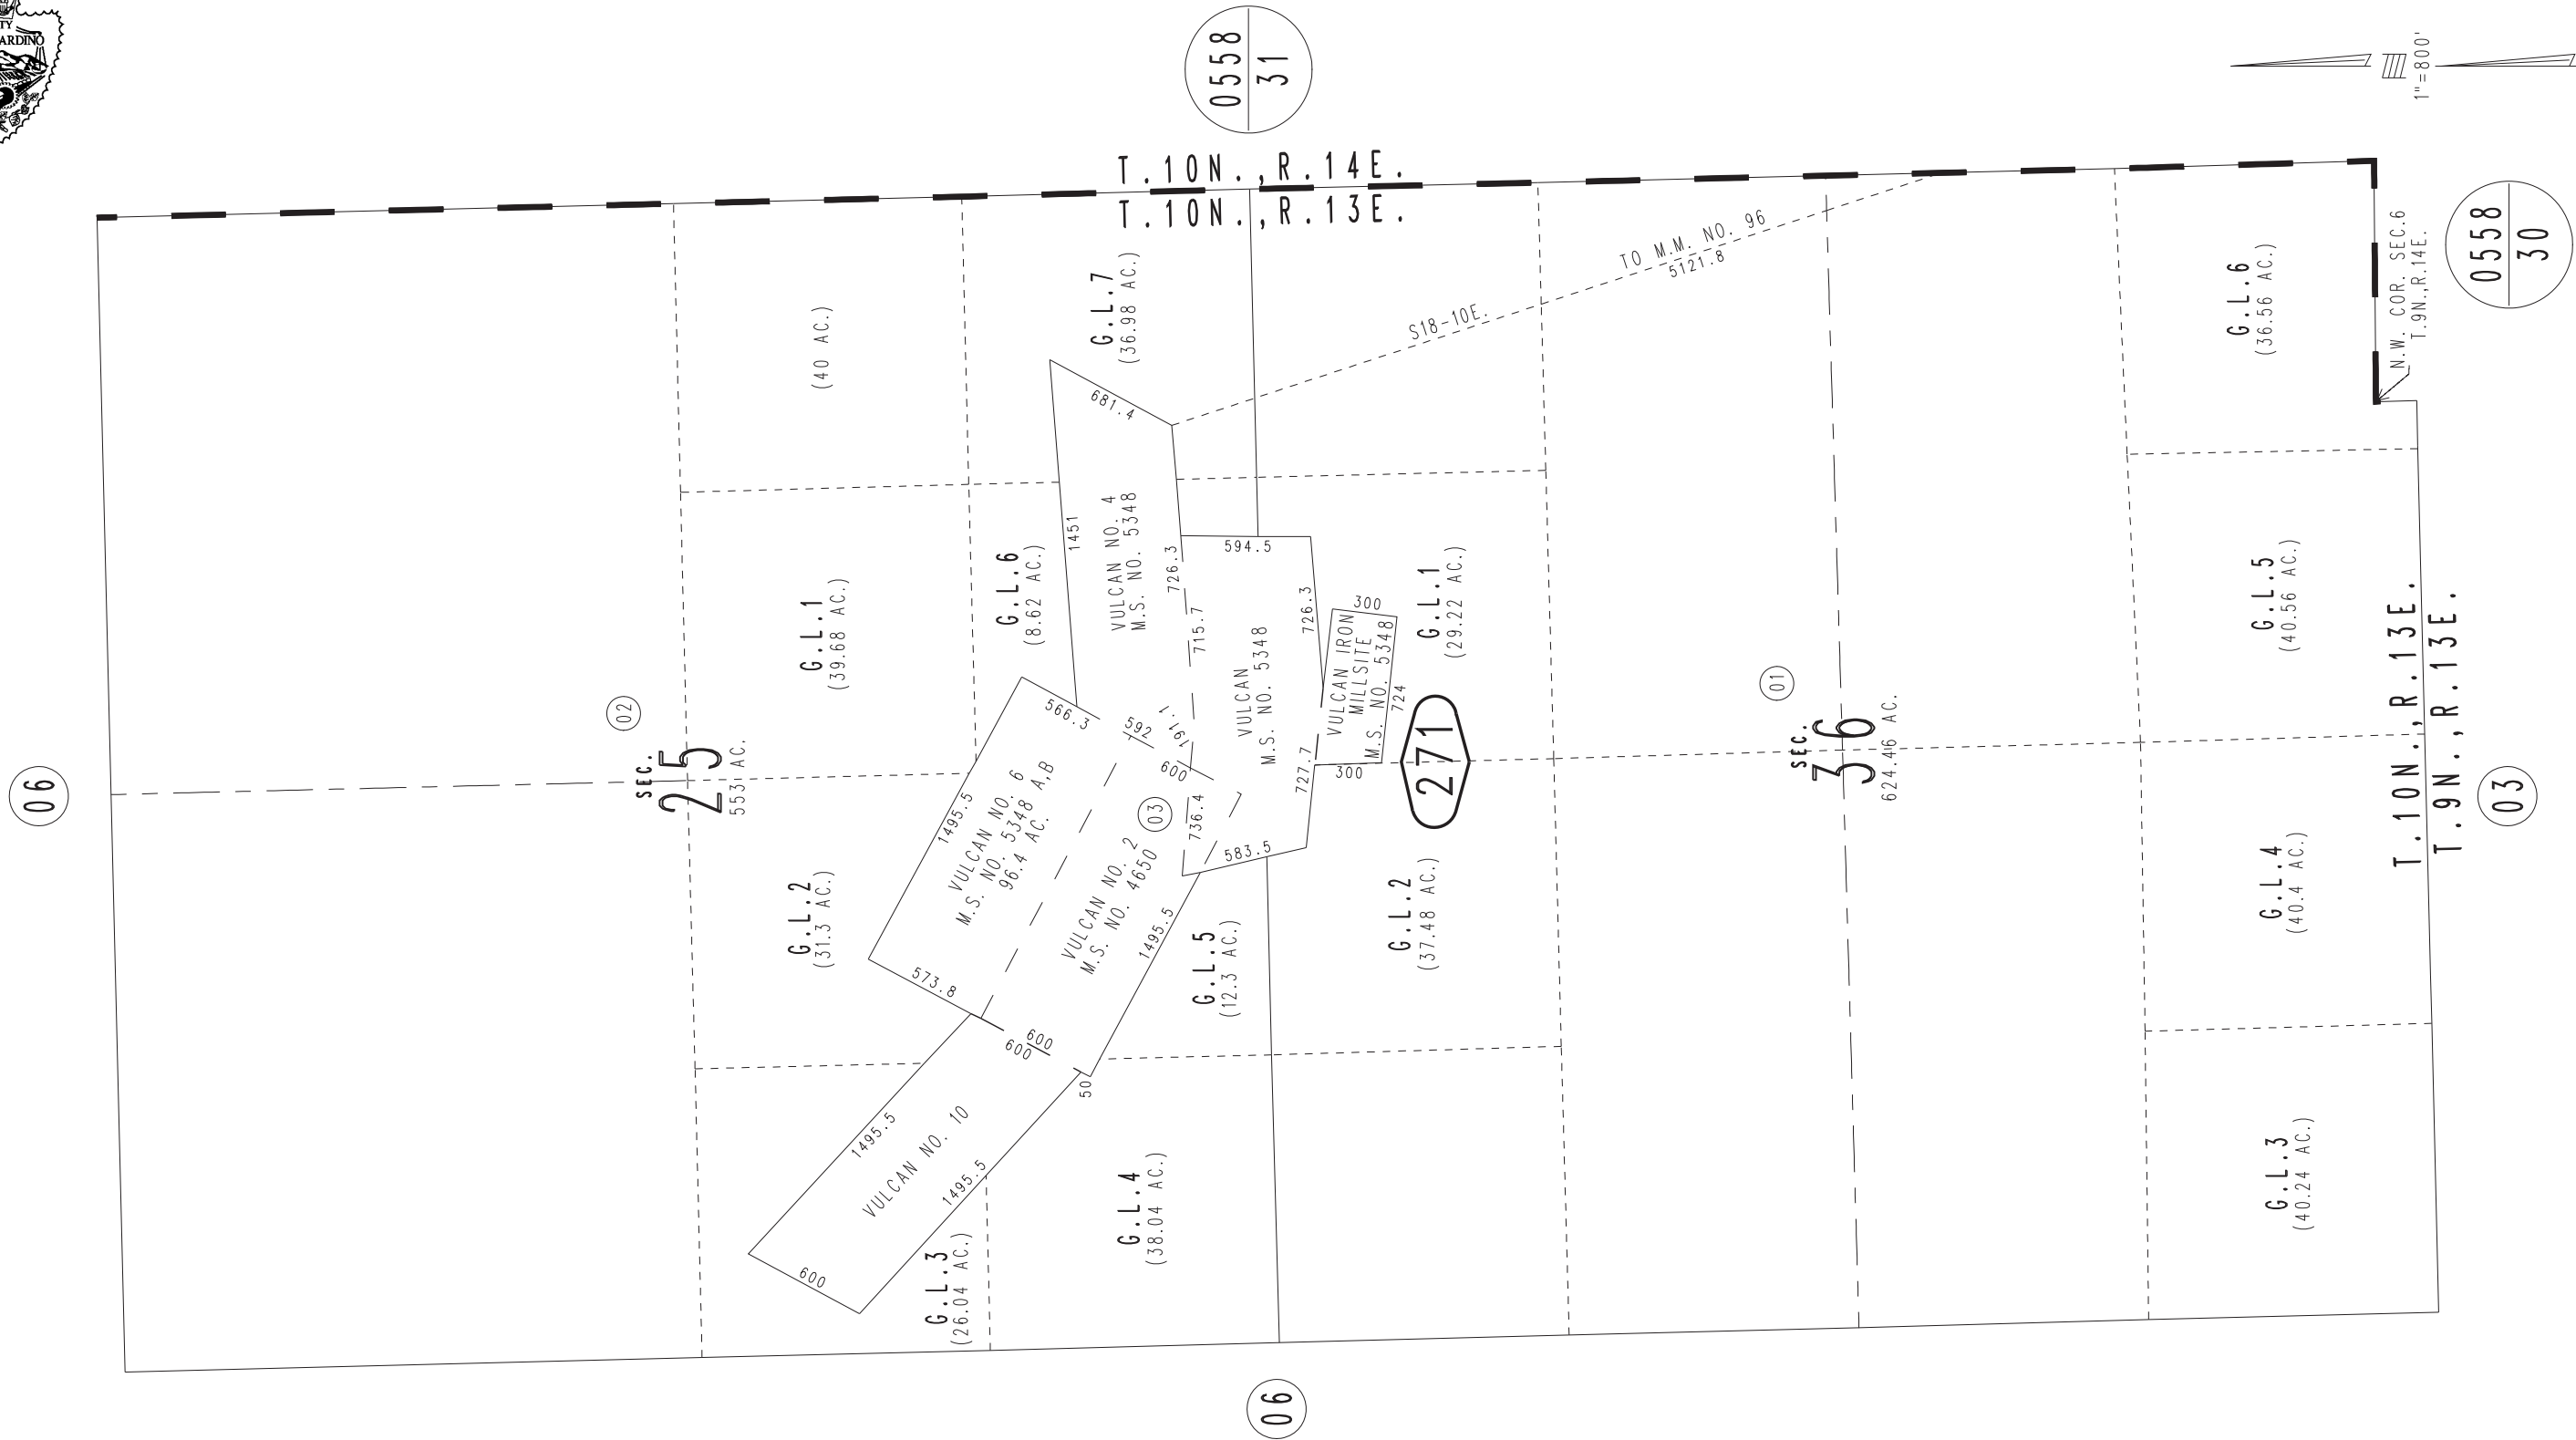 TY
ARDINO
0558
31
1"=800'
T.10N.,R.14E.
T.10N.,R.13E.
0558
30
N.W. COR. SEC.6
T.9N.,R.14E.
TO M.M. NO. 96
5121.8
S18-10E.
(40 AC.)
G.L.7
(36.98 AC.)
G.L.6
(36.56 AC.)
681.4
1451
VULCAN NO. 4
M.S. NO. 5348
726.3
715.7
594.5
726.3
G.L.1
(39.68 AC.)
G.L.6
(8.62 AC.)
VULCAN
M.S. NO. 5348
300
VULCAN IRON
MILLSITE
M.S. NO. 5348
724
300
G.L.1
(29.22 AC.)
G.L.5
(40.56 AC.)
T.10N.,R.13E.
T.9N.,R.13E.
06
02
SEC.
25
553 AC.
566.3
592
191.1
600
736.4
727.7
583.5
271
01
SEC.
36
624.46 AC.
03
1495.5
VULCAN NO. 6
M.S. NO. 5348 A,B
96.4 AC.
03
VULCAN NO. 2
M.S. NO. 4650
1495.5
573.8
600
600
50
G.L.2
(31.3 AC.)
G.L.5
(12.3 AC.)
G.L.2
(37.48 AC.)
G.L.4
(40.4 AC.)
1495.5
VULCAN NO. 10
1495.5
600
G.L.3
(26.04 AC.)
G.L.4
(38.04 AC.)
G.L.3
(40.24 AC.)
06